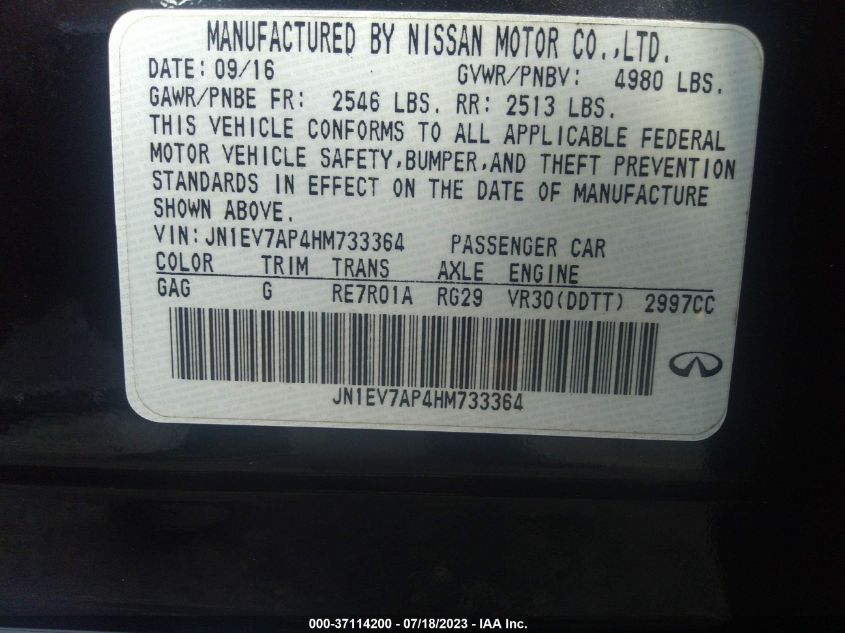 MANUFACTURED BY NISSAN MOTOR CO.,LTD.
DATE: 09/16 GVWR/PNBV: 4980 LBS.
GAWR/PNBE FR: 2546 LBS. RR: 2513 LBS.
THIS VEHICLE CONFORMS TO ALL APPLICABLE FEDERAL
MOTOR VEHICLE SAFETY,BUMPER,AND THEFT PREVENTION
STANDARDS IN EFFECT ON THE DATE OF MANUFACTURE
SHOWN ABOVE.
VIN:JN1EV7AP4HM733364 PASSENGER CAR
COLOR TRIM TRANS AXLE ENGINE
GAG G RE7R01A RG29 VR30(DDTT) 2997CC
JN1EV7AP4HM733364
000-37114200 - 07/18/2023 - IAA Inc.